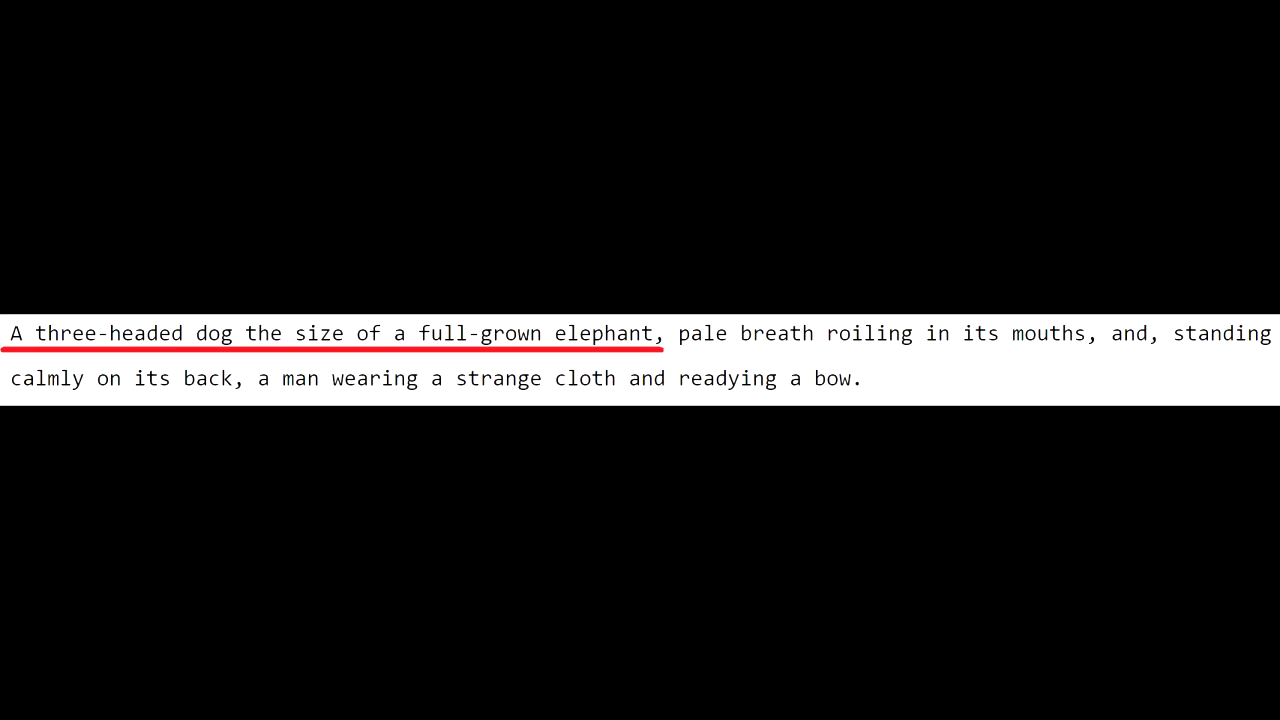 A three-headed dog the size of a full-grown elephant, pale breath roiling in its mouths, and, standing
calmly on its back, a man wearing a strange cloth and readying a bow.